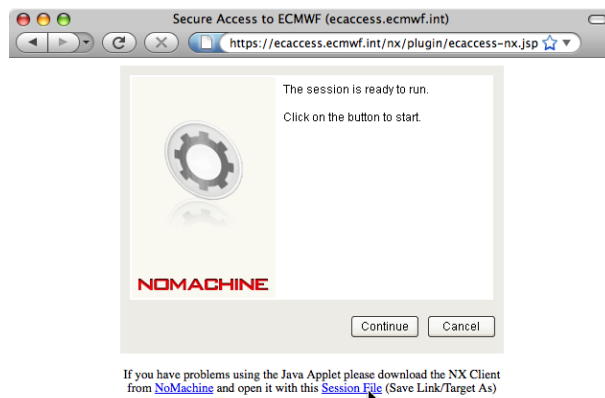 Secure Access to ECMWF (ecaccess.ecmwf.int)
https://ecaccess.ecmwf.int/nx/plugin/ecaccess-nx.jsp
The session is ready to run.
Click on the button to start.
NOMACHINE
Continue Cancel
If you have problems using the Java Applet please download the NX Client
from NoMachine and open it with this Session File (Save Link/Target As)